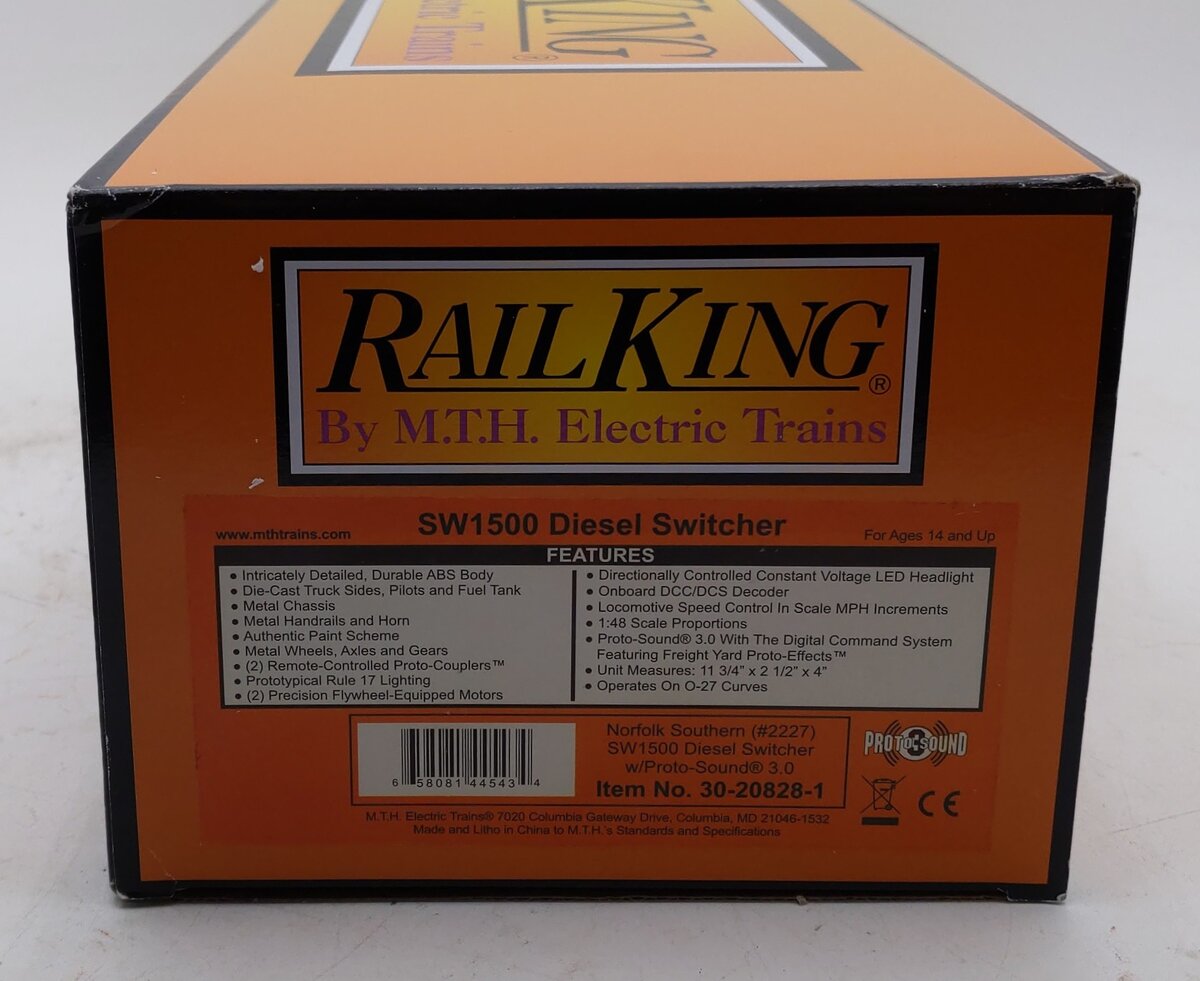 KING®
ctric Trains
RAILKING®
By M.T.H. Electric Trains
www.mthtrains.com
SW1500 Diesel Switcher
For Ages 14 and Up
FEATURES
• Intricately Detailed, Durable ABS Body
• Die-Cast Truck Sides, Pilots and Fuel Tank
• Metal Chassis
• Metal Handrails and Horn
• Authentic Paint Scheme
• Metal Wheels, Axles and Gears
• (2) Remote-Controlled Proto-Couplers™
• Prototypical Rule 17 Lighting
• (2) Precision Flywheel-Equipped Motors
• Directionally Controlled Constant Voltage LED Headlight
• Onboard DCC/DCS Decoder
• Locomotive Speed Control In Scale MPH Increments
• 1:48 Scale Proportions
• Proto-Sound® 3.0 With The Digital Command System
Featuring Freight Yard Proto-Effects™
• Unit Measures: 11 3/4” x 2 1/2” x 4”
• Operates On O-27 Curves
6 58081 44543 4
Norfolk Southern (#2227)
SW1500 Diesel Switcher
w/Proto-Sound® 3.0
Item No. 30-20828-1
PROTO 3 SOUND
CE
M.T.H. Electric Trains® 7020 Columbia Gateway Drive, Columbia, MD 21046-1532
Made and Litho in China to M.T.H.'s Standards and Specifications